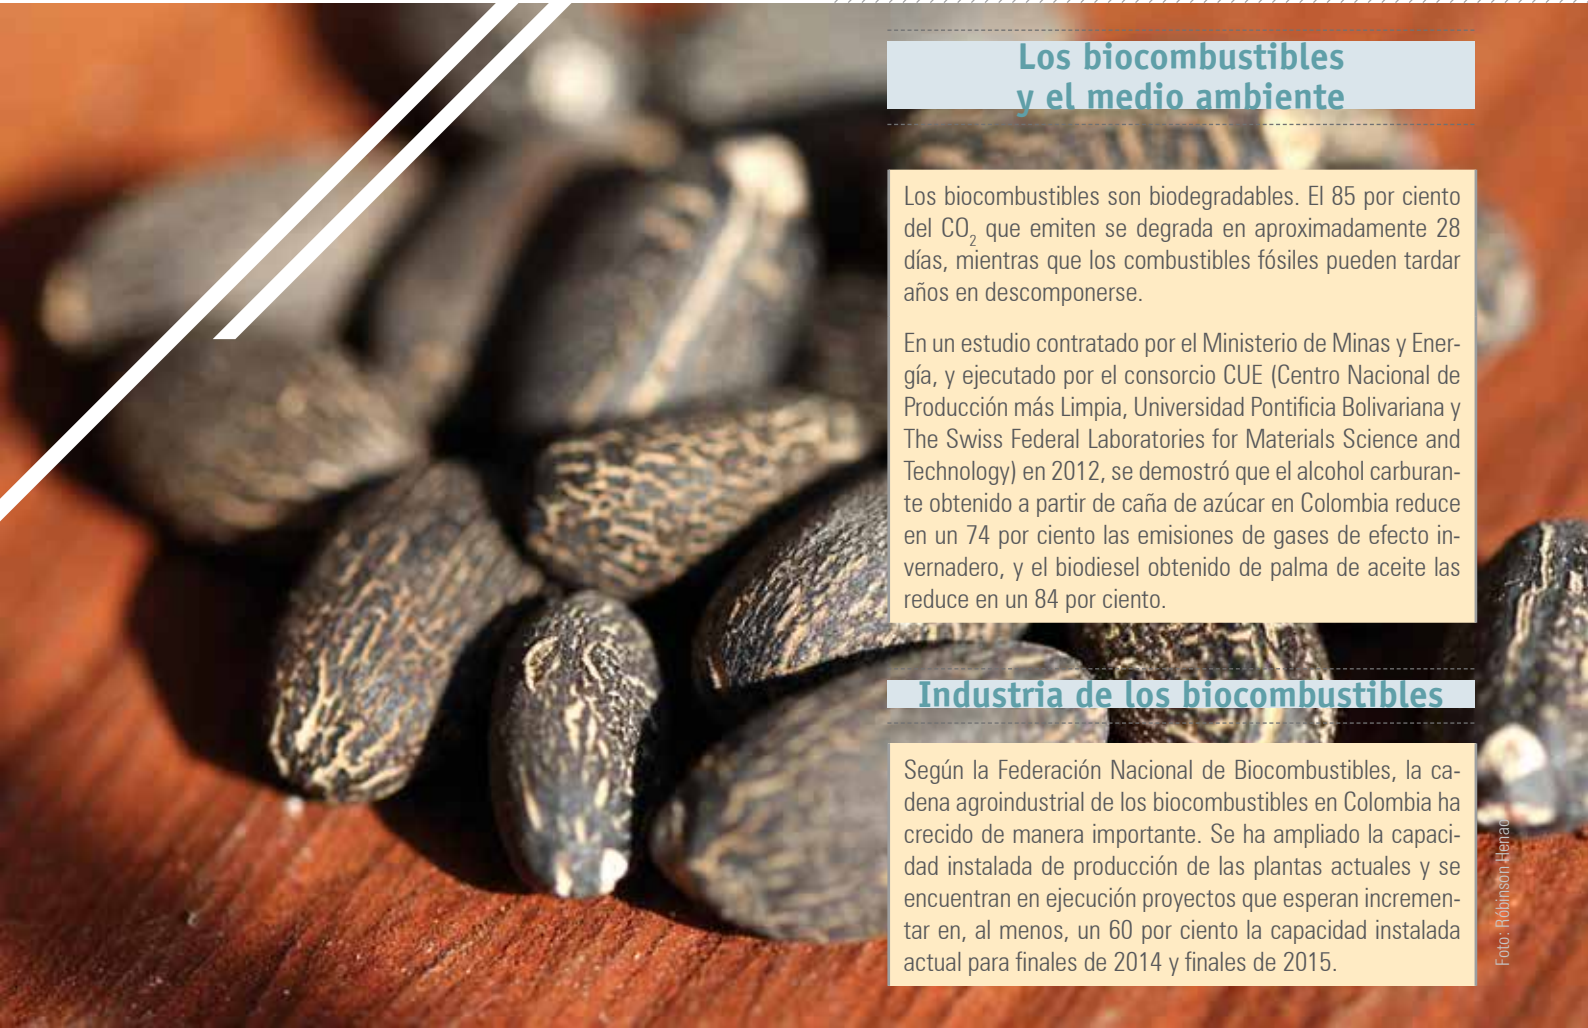 Los biocombustibles
y el medio ambiente
Los biocombustibles son biodegradables. El 85 por ciento
del CO₂ que emiten se degrada en aproximadamente 28
días, mientras que los combustibles fósiles pueden tardar
años en descomponerse.
En un estudio contratado por el Ministerio de Minas y Ener-
gía, y ejecutado por el consorcio CUE (Centro Nacional de
Producción más Limpia, Universidad Pontificia Bolivariana y
The Swiss Federal Laboratories for Materials Science and
Technology) en 2012, se demostró que el alcohol carburan-
te obtenido a partir de caña de azúcar en Colombia reduce
en un 74 por ciento las emisiones de gases de efecto in-
vernadero, y el biodiesel obtenido de palma de aceite las
reduce en un 84 por ciento.
Industria de los biocombustibles
Según la Federación Nacional de Biocombustibles, la ca-
dena agroindustrial de los biocombustibles en Colombia ha
crecido de manera importante. Se ha ampliado la capaci-
dad instalada de producción de las plantas actuales y se
encuentran en ejecución proyectos que esperan incremen-
tar en, al menos, un 60 por ciento la capacidad instalada
actual para finales de 2014 y finales de 2015.
Foto: Róbinson Henao